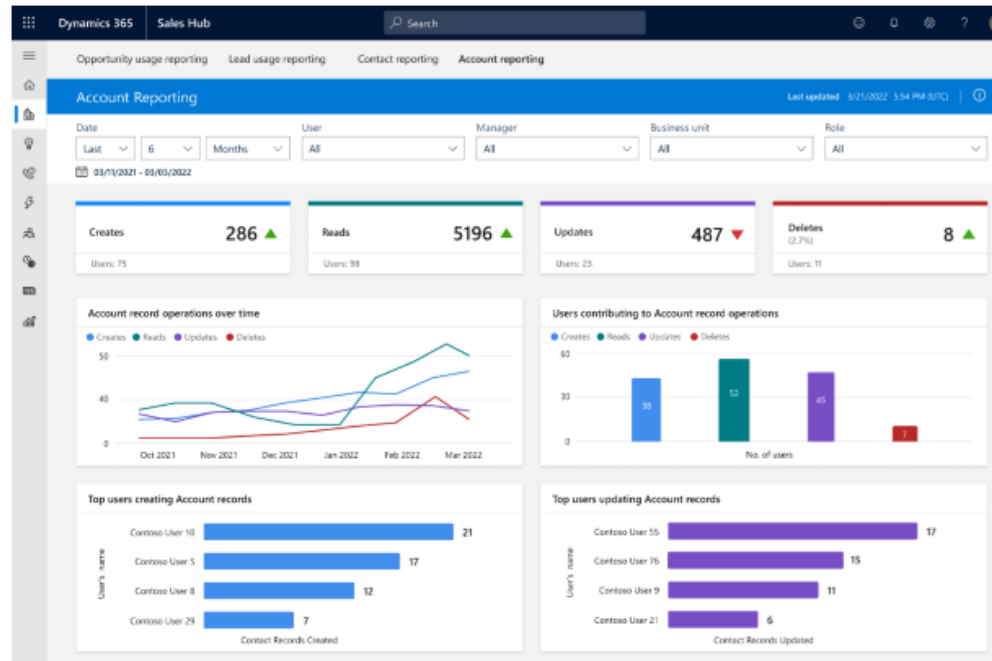 Dynamics 365 Sales Hub Search ?
Opportunity usage reporting Lead usage reporting Contact reporting Account reporting
Account Reporting Last updated 3/21/2022 5:54 PM (UTC)
Date User Manager Business unit Role
Last 6 Months All All All All
03/11/2021 - 03/03/2022
Creates 286 Reads 5196 Updates 487 Deletes (2.7%) 8
Users: 75 Users: 98 Users: 23 Users: 11
Account record operations over time
Creates Reads Updates Deletes
50
40
0
Oct 2021 Nov 2021 Dec 2021 Jan 2022 Feb 2022 Mar 2022
Users contributing to Account record operations
Creates Reads Updates Deletes
60
30
0
38 52 45 7
No. of users
Top users creating Account records
User's name
Contoso User 10 21
Contoso User 5 17
Contoso User 8 12
Contoso User 29 7
Contact Records Created
Top users updating Account records
User's name
Contoso User 55 17
Contoso User 76 15
Contoso User 9 11
Contoso User 21 6
Contact Records Updated